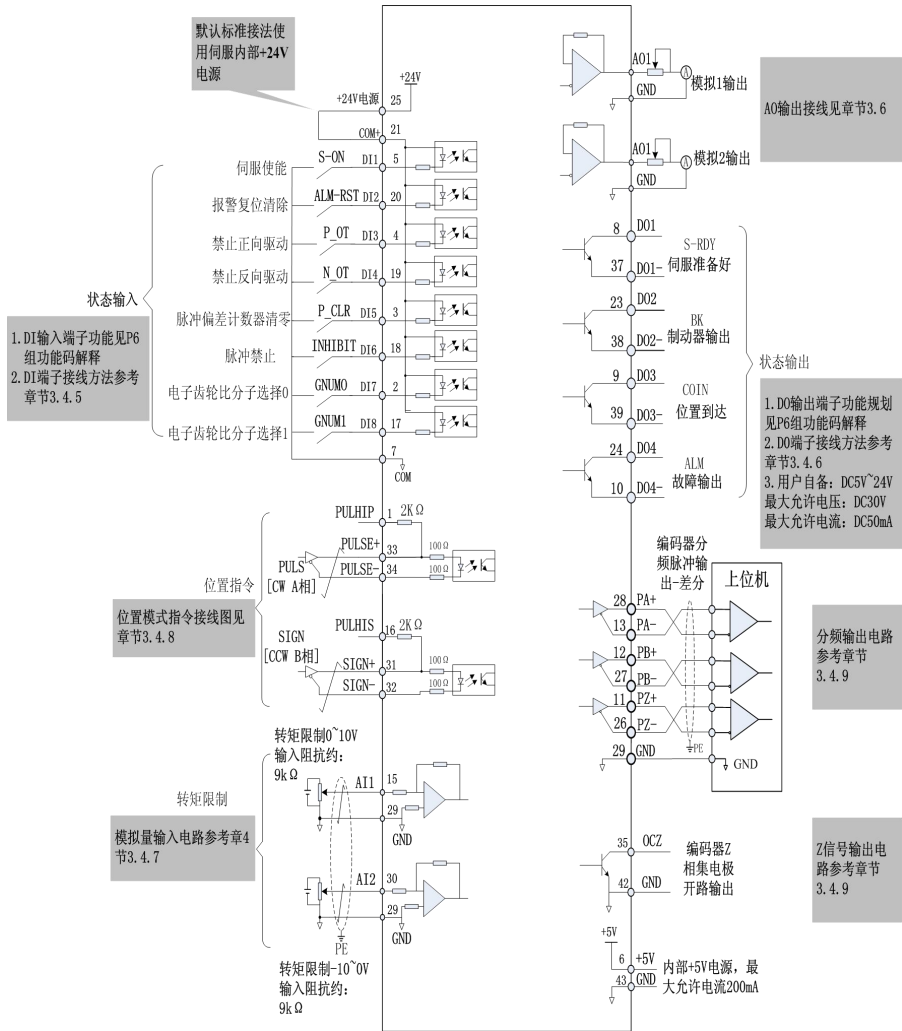 默认标准接法使
用伺服内部+24V
电源
+24V
+24V电源 25
COM+ 21
伺服使能 S-ON DI1 5
报警复位清除 ALM-RST DI2 20
禁止正向驱动 P_OT DI3 4
禁止反向驱动 N_OT DI4 19
脉冲偏差计数器清零 P_CLR DI5 3
脉冲禁止 INHIBIT DI6 18
电子齿轮比分子选择0 GNUM0 DI7 2
电子齿轮比分子选择1 GNUM1 DI8 17
7
COM
状态输入
1.DI输入端子功能见P6
组功能码解释
2.DI端子接线方法参考
章节3.4.5
PULHIP 1 2KΩ
PULSE+ 33 100Ω
PULSE- 34 100Ω
PULS
[CW A相]
位置指令
位置模式指令接线图见
章节3.4.8
PULHIS 16 2KΩ
SIGN
[CCW B相]
SIGN+ 31 100Ω
SIGN- 32 100Ω
转矩限制0~10V
输入阻抗约：
9kΩ
AI1 15
29
GND
转矩限制
模拟量输入电路参考章4
节3.4.7
AI2 30
29
GND
PE
转矩限制-10~0V
输入阻抗约：
9kΩ
AO1 A
GND
模拟1输出
AO1 A
GND
模拟2输出
AO输出接线见章节3.6
8 DO1
S-RDY
伺服准备好
37 DO1-
23 DO2
BK
制动器输出
38 DO2-
9 DO3
COIN
位置到达
39 DO3-
24 DO4
ALM
故障输出
10 DO4-
状态输出
1.DO输出端子功能规划
见P6组功能码解释
2.DO端子接线方法参考
章节3.4.6
3.用户自备：DC5V~24V
最大允许电压：DC30V
最大允许电流：DC50mA
编码器分
频脉冲输
出-差分
上位机
28 PA+
13 PA-
12 PB+
27 PB-
11 PZ+
26 PZ-
PE
29 GND
GND
分频输出电路
参考章节
3.4.9
35 OCZ
42 GND
编码器Z
相集电极
开路输出
Z信号输出电
路参考章节
3.4.9
+5V
6 +5V
43 GND
内部+5V电源，最
大允许电流200mA